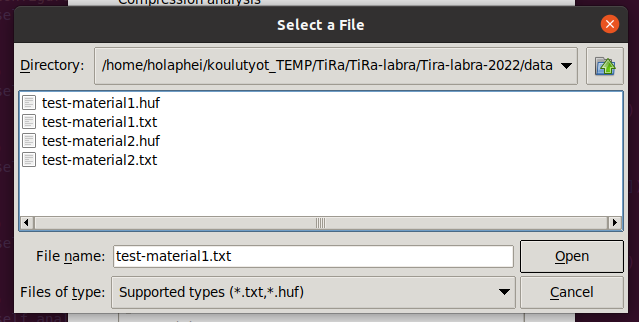 Compression analysis
Select a File
Directory: /home/holaphei/koulutyot_TEMP/TiRa/TiRa-labra/Tira-labra-2022/data
test-material1.huf
test-material1.txt
test-material2.huf
test-material2.txt
File name: test-material1.txt Open
Files of type: Supported types (*.txt,*.huf) Cancel